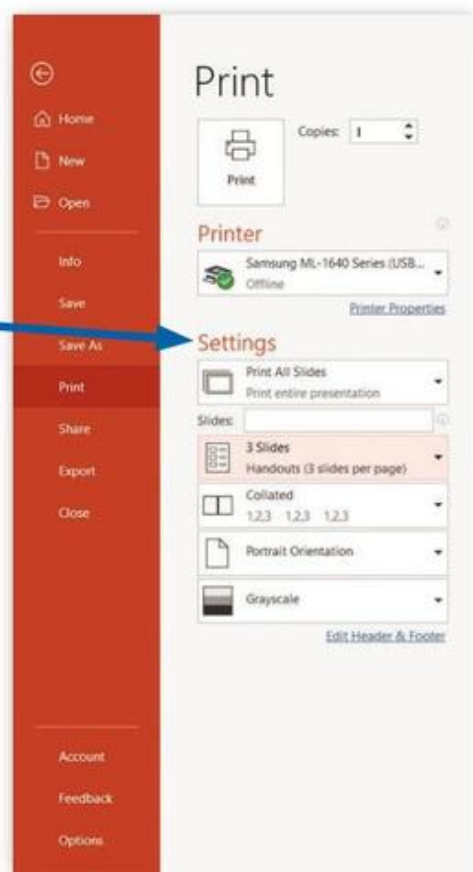 Home
New
Open
Info
Save
Save As
Print
Share
Export
Close
Account
Feedback
Options
Print
Copies: 1
Print
Printer
Samsung ML-1640 Series (USB...
Offline
Printer Properties
Settings
Print All Slides
Print entire presentation
Slides:
3 Slides
Handouts (3 slides per page)
Collated
1,2,3 1,2,3 1,2,3
Portrait Orientation
Grayscale
Edit Header & Footer